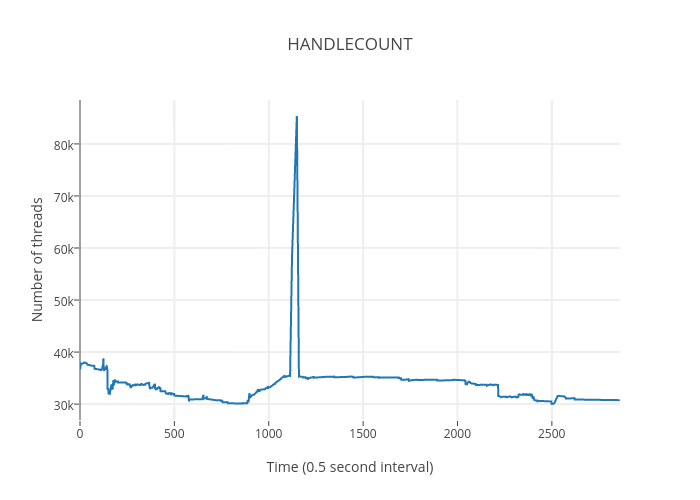 HANDLECOUNT
80k
70k
60k
50k
40k
30k
Number of threads
0
500
1000
1500
2000
2500
Time (0.5 second interval)